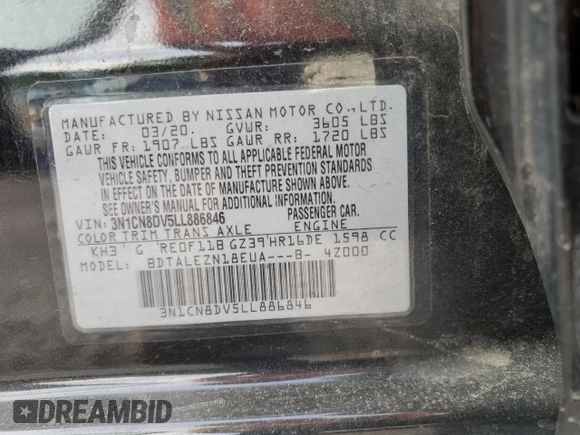 MANUFACTURED BY NISSAN MOTOR CO., LTD.
DATE: 03/20. GVWR: 3605 LBS
GAWR FR: 1907 LBS GAWR RR: 1720 LBS
THIS VEHICLE CONFORMS TO ALL APPLICABLE FEDERAL MOTOR
VEHICLE SAFETY, BUMPER AND THEFT PREVENTION STANDARDS
IN EFFECT ON THE DATE OF MANUFACTURE SHOWN ABOVE.
SEE OWNER'S MANUAL FOR ADDITIONAL INFORMATION.
VIN: 3N1CN8DV5LL886846 PASSENGER CAR.
COLOR TRIM TRANS AXLE ENGINE
KH3 G RE0F11B GZ39 HR16DE 1598 CC
MODEL: BDTALEZN18EUA---B- 4Z000
3N1CN8DV5LL886846
DREAMBID